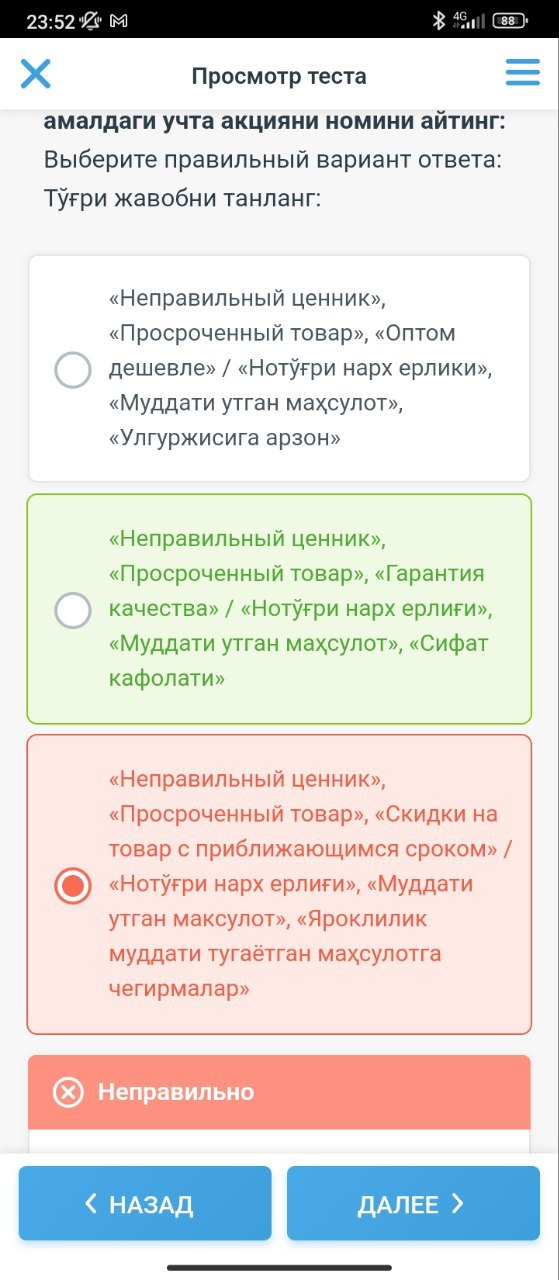 23:52
4G
88
Просмотр теста
амалдаги учта акцияни номини айтинг:
Выберите правильный вариант ответа:
Тўғри жавобни танланг:
«Неправильный ценник»,
«Просроченный товар», «Оптом
дешевле» / «Нотўғри нарх ерлики»,
«Муддати утган маҳсулот»,
«Улгуржисига арзон»
«Неправильный ценник»,
«Просроченный товар», «Гарантия
качества» / «Нотўғри нарх ерлиғи»,
«Муддати утган маҳсулот», «Сифат
кафолати»
«Неправильный ценник»,
«Просроченный товар», «Скидки на
товар с приближающимся сроком» /
«Нотўғри нарх ерлиғи», «Муддати
утган максулот», «Яроклилик
муддати тугаётган маҳсулотга
чегирмалар»
Неправильно
НАЗАД
ДАЛЕЕ